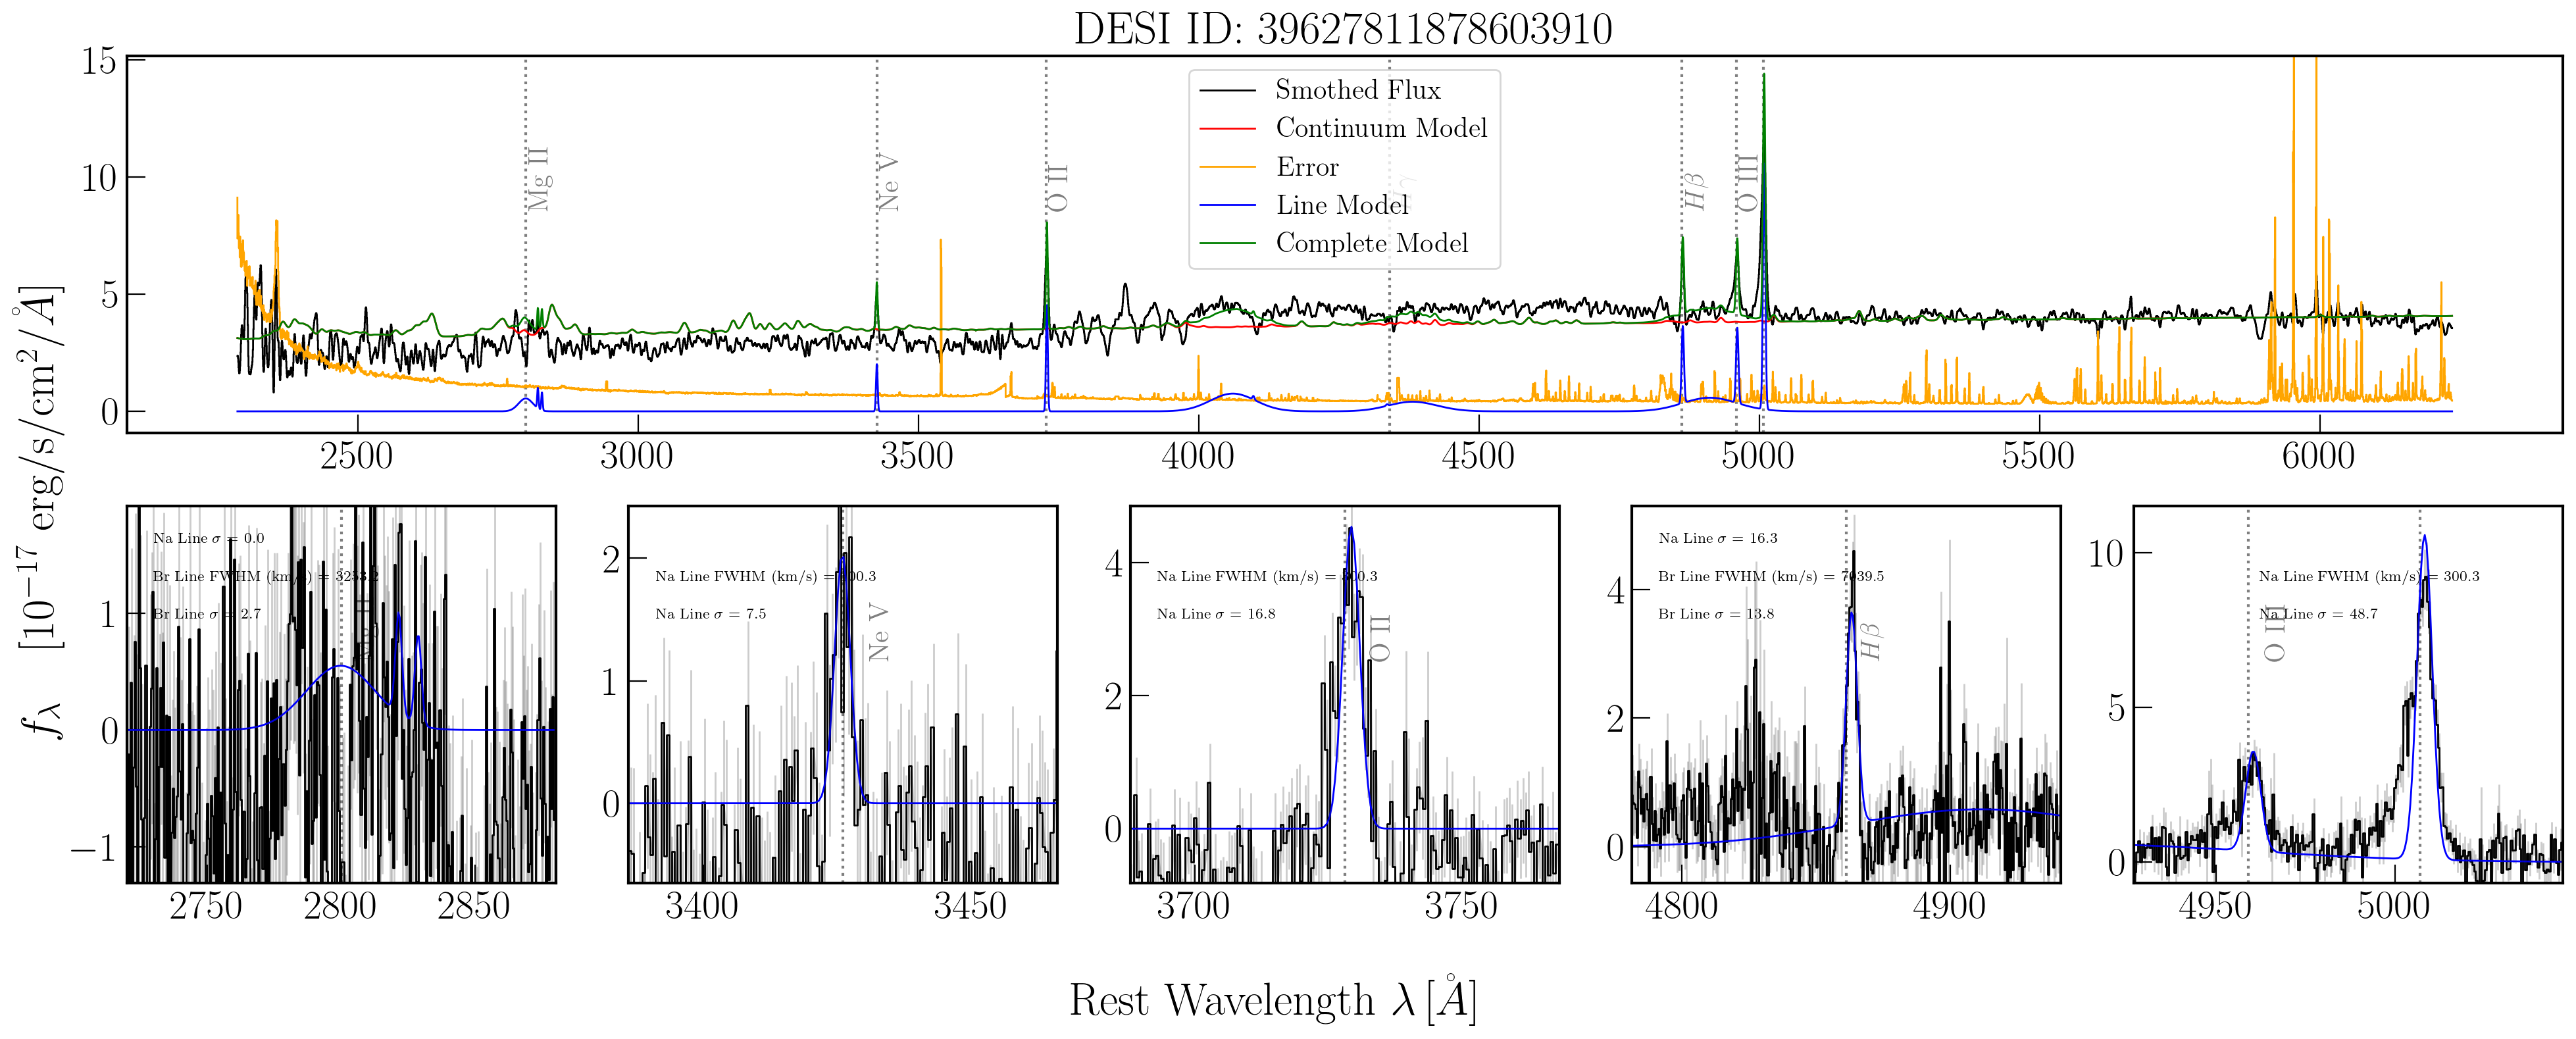 DESI ID: 39627811878603910
Smothed Flux
Continuum Model
Error
Line Model
Complete Model
Mg II
Ne V
O II
Hβ
O III
15
10
5
0
2500 3000 3500 4000 4500 5000 5500 6000
f_λ [10⁻¹⁷ erg/s/cm²/Å]
Na Line σ = 0.0
Br Line σ = 2.7
1
0
−1
2750 2800 2850
Na Line σ = 7.5
Ne V
2
1
0
3400 3450
Na Line σ = 16.8
O II
4
2
0
3700 3750
Na Line σ = 16.3
Br Line FWHM (km/s) = 7039.5
Br Line σ = 13.8
Hβ
4
2
0
4800 4900
Na Line FWHM (km/s) = 300.3
Na Line σ = 48.7
O III
10
5
0
4950 5000
Rest Wavelength λ [Å]